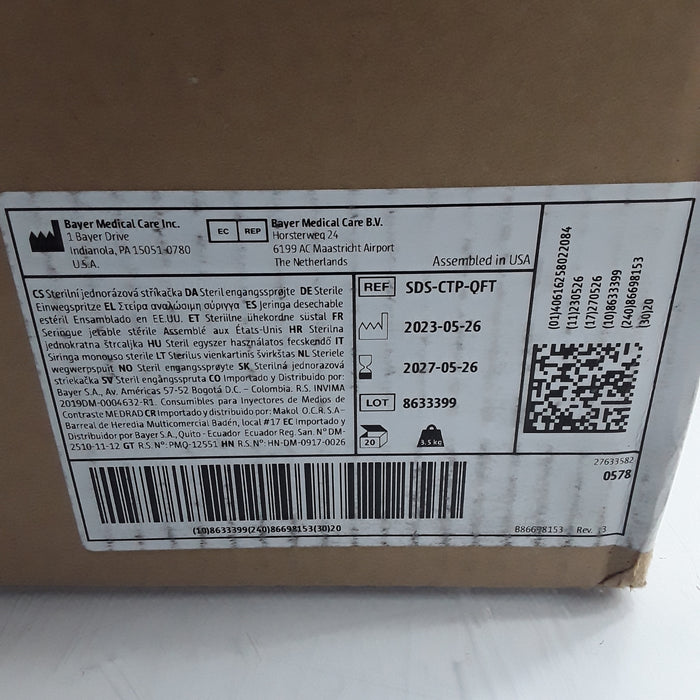 Bayer Medical Care Inc.
1 Bayer Drive
Indianola, PA 15051-0780
U.S.A.
EC REP
Bayer Medical Care B.V.
Horsterweg 24
6199 AC Maastricht Airport
The Netherlands
Assembled in USA
CS Sterilní jednorázová stříkačka DA Steril engangssprøjte DE Sterile
Einwegspritze EL Στείρα αναλώσιμη σύριγγα ES Jeringa desechable
estéril Ensamblado en EE.UU. ET Steriilne ühekordne süstal FR
Seringue jetable stérile Assemblé aux États-Unis HR Sterilna
jednokratna štrcaljka HU Steril egyszer használatos fecskendő IT
Siringa monouso sterile LT Sterilus vienkartinis švirkštas NL Steriele
wegwerpspuit NO Steril engangssprøyte SK Sterilná jednorazová
striekačka SV Steril engångsspruta CO Importado y Distribuido por:
Bayer S.A., Av. Américas 57-52 Bogotá D.C. – Colombia. R.S. INVIMA
2019DM-0004632-R1. Consumibles para Inyectores de Medios de
Contraste MEDRAD CR Importado y distribuido por: Makol O.C.R. S.A –
Barreal de Heredia Multicomercial Badén, local #17 EC Importado y
Distribuido por Bayer S.A., Quito - Ecuador Ecuador Reg. San. N° DM-
2510-11-12 GT R.S. N°: PMQ-12551 HN R.S. N°: HN-DM-0917-0026
REF SDS-CTP-QFT
2023-05-26
2027-05-26
LOT 8633399
20
3.5 kg
(01)40616258022084
(11)230526
(17)270526
(10)8633399
(240)86698153
(30)20
27633582
0578
(10)8633399(240)86698153(30)20
B86698153 Rev. 3